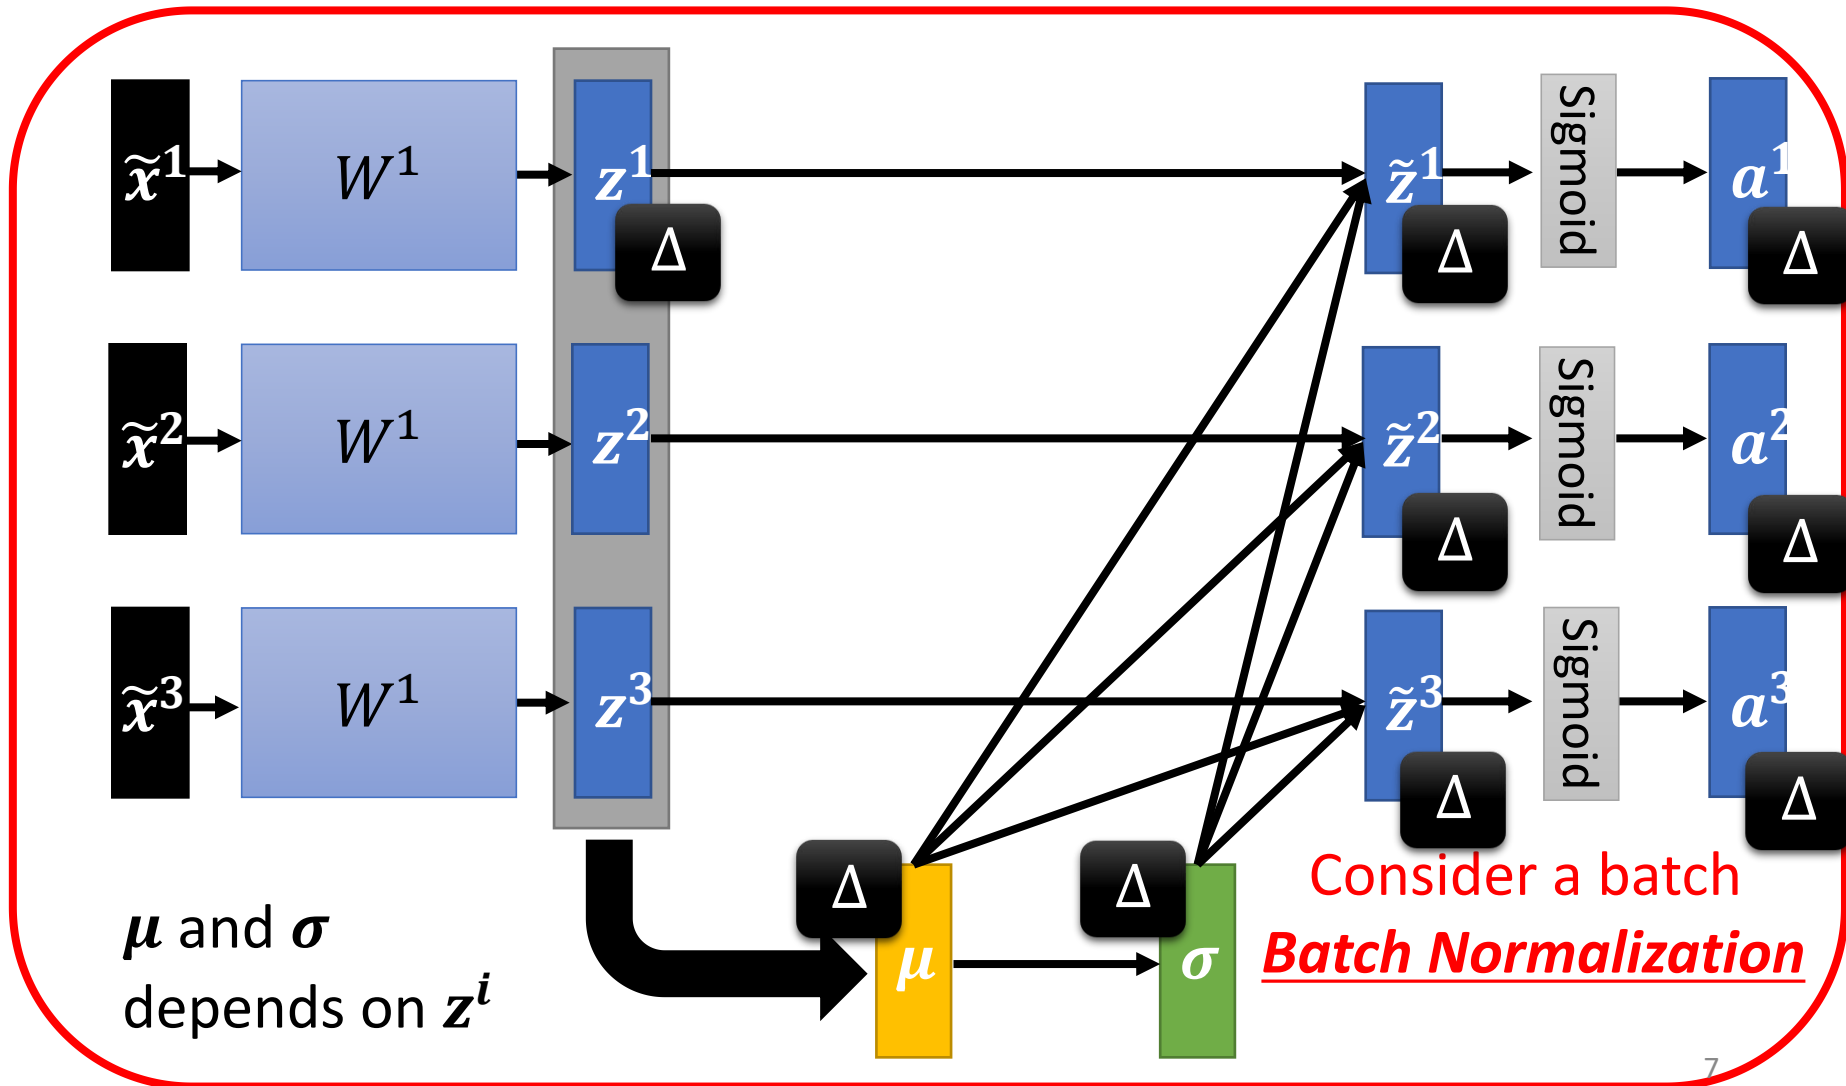 x̃¹ W¹ z¹ z̃¹ Sigmoid a¹
Δ Δ Δ
x̃² W¹ z² z̃² Sigmoid a²
Δ Δ
x̃³ W¹ z³ z̃³ Sigmoid a³
Δ Δ
Δ Δ
μ σ
Consider a batch
Batch Normalization
μ and σ
depends on zⁱ
7